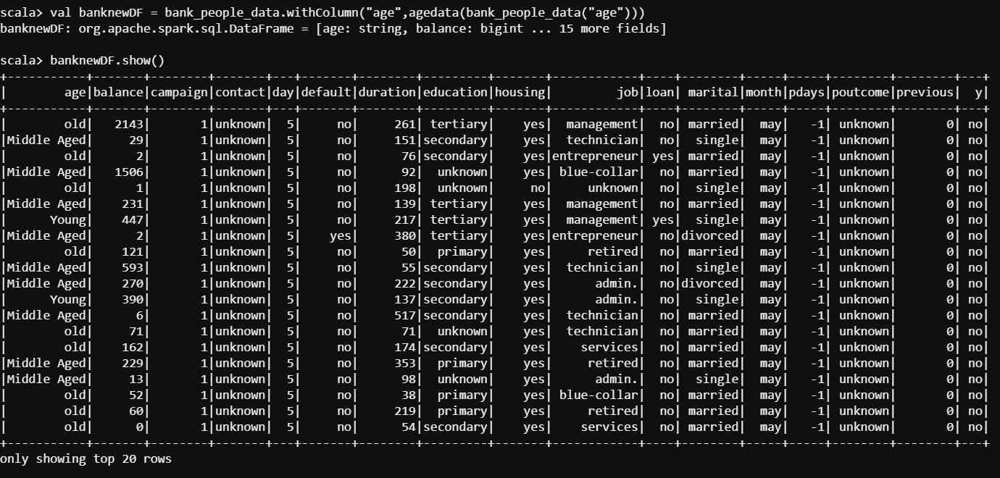 scala> val banknewDF = bank_people_data.withColumn("age",agedata(bank_people_data("age")))
banknewDF: org.apache.spark.sql.DataFrame = [age: string, balance: bigint ... 15 more fields]

scala> banknewDF.show()
+-----------+-------+--------+-------+---+-------+--------+---------+-------+------------+----+--------+-----+-----+--------+--------+---+
|        age|balance|campaign|contact|day|default|duration|education|housing|         job|loan| marital|month|pdays|poutcome|previous|  y|
+-----------+-------+--------+-------+---+-------+--------+---------+-------+------------+----+--------+-----+-----+--------+--------+---+
|        old|   2143|       1|unknown|  5|     no|     261| tertiary|    yes|  management|  no| married|  may|   -1| unknown|       0| no|
|Middle Aged|     29|       1|unknown|  5|     no|     151|secondary|    yes|  technician|  no|  single|  may|   -1| unknown|       0| no|
|        old|      2|       1|unknown|  5|     no|      76|secondary|    yes|entrepreneur| yes| married|  may|   -1| unknown|       0| no|
|Middle Aged|   1506|       1|unknown|  5|     no|      92|  unknown|    yes| blue-collar|  no| married|  may|   -1| unknown|       0| no|
|        old|      1|       1|unknown|  5|     no|     198|  unknown|     no|     unknown|  no|  single|  may|   -1| unknown|       0| no|
|Middle Aged|    231|       1|unknown|  5|     no|     139| tertiary|    yes|  management|  no| married|  may|   -1| unknown|       0| no|
|      Young|    447|       1|unknown|  5|     no|     217| tertiary|    yes|  management| yes|  single|  may|   -1| unknown|       0| no|
|Middle Aged|      2|       1|unknown|  5|    yes|     380| tertiary|    yes|entrepreneur|  no|divorced|  may|   -1| unknown|       0| no|
|        old|    121|       1|unknown|  5|     no|      50|  primary|    yes|     retired|  no| married|  may|   -1| unknown|       0| no|
|Middle Aged|    593|       1|unknown|  5|     no|      55|secondary|    yes|  technician|  no|  single|  may|   -1| unknown|       0| no|
|Middle Aged|    270|       1|unknown|  5|     no|     222|secondary|    yes|      admin.|  no|divorced|  may|   -1| unknown|       0| no|
|      Young|    390|       1|unknown|  5|     no|     137|secondary|    yes|      admin.|  no|  single|  may|   -1| unknown|       0| no|
|Middle Aged|      6|       1|unknown|  5|     no|     517|secondary|    yes|  technician|  no| married|  may|   -1| unknown|       0| no|
|        old|     71|       1|unknown|  5|     no|      71|  unknown|    yes|  technician|  no| married|  may|   -1| unknown|       0| no|
|        old|    162|       1|unknown|  5|     no|     174|secondary|    yes|    services|  no| married|  may|   -1| unknown|       0| no|
|Middle Aged|    229|       1|unknown|  5|     no|     353|  primary|    yes|     retired|  no| married|  may|   -1| unknown|       0| no|
|Middle Aged|     13|       1|unknown|  5|     no|      98|  unknown|    yes|      admin.|  no|  single|  may|   -1| unknown|       0| no|
|        old|     52|       1|unknown|  5|     no|      38|  primary|    yes| blue-collar|  no| married|  may|   -1| unknown|       0| no|
|        old|     60|       1|unknown|  5|     no|     219|  primary|    yes|     retired|  no| married|  may|   -1| unknown|       0| no|
|        old|      0|       1|unknown|  5|     no|      54|secondary|    yes|    services|  no| married|  may|   -1| unknown|       0| no|
+-----------+-------+--------+-------+---+-------+--------+---------+-------+------------+----+--------+-----+-----+--------+--------+---+
only showing top 20 rows